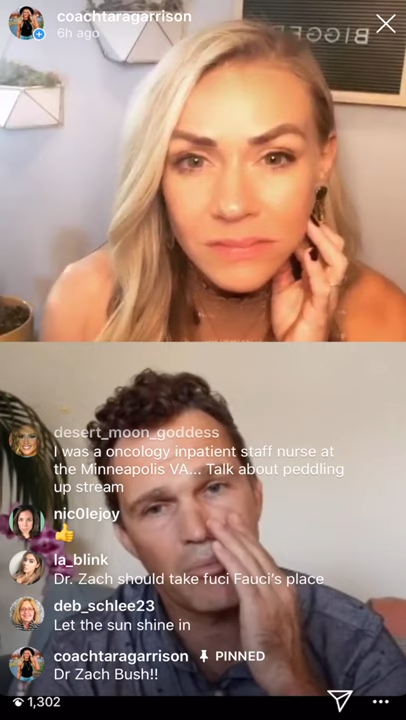 coachtaragarrison
6h ago
BIGGE
desert_moon_goddess
I was a oncology inpatient staff nurse at
the Minneapolis VA... Talk about peddling
up stream
nic0lejoy
👍
la_blink
Dr. Zach should take fuci Fauci's place
deb_schlee23
Let the sun shine in
coachtaragarrison PINNED
Dr Zach Bush!!
1,302